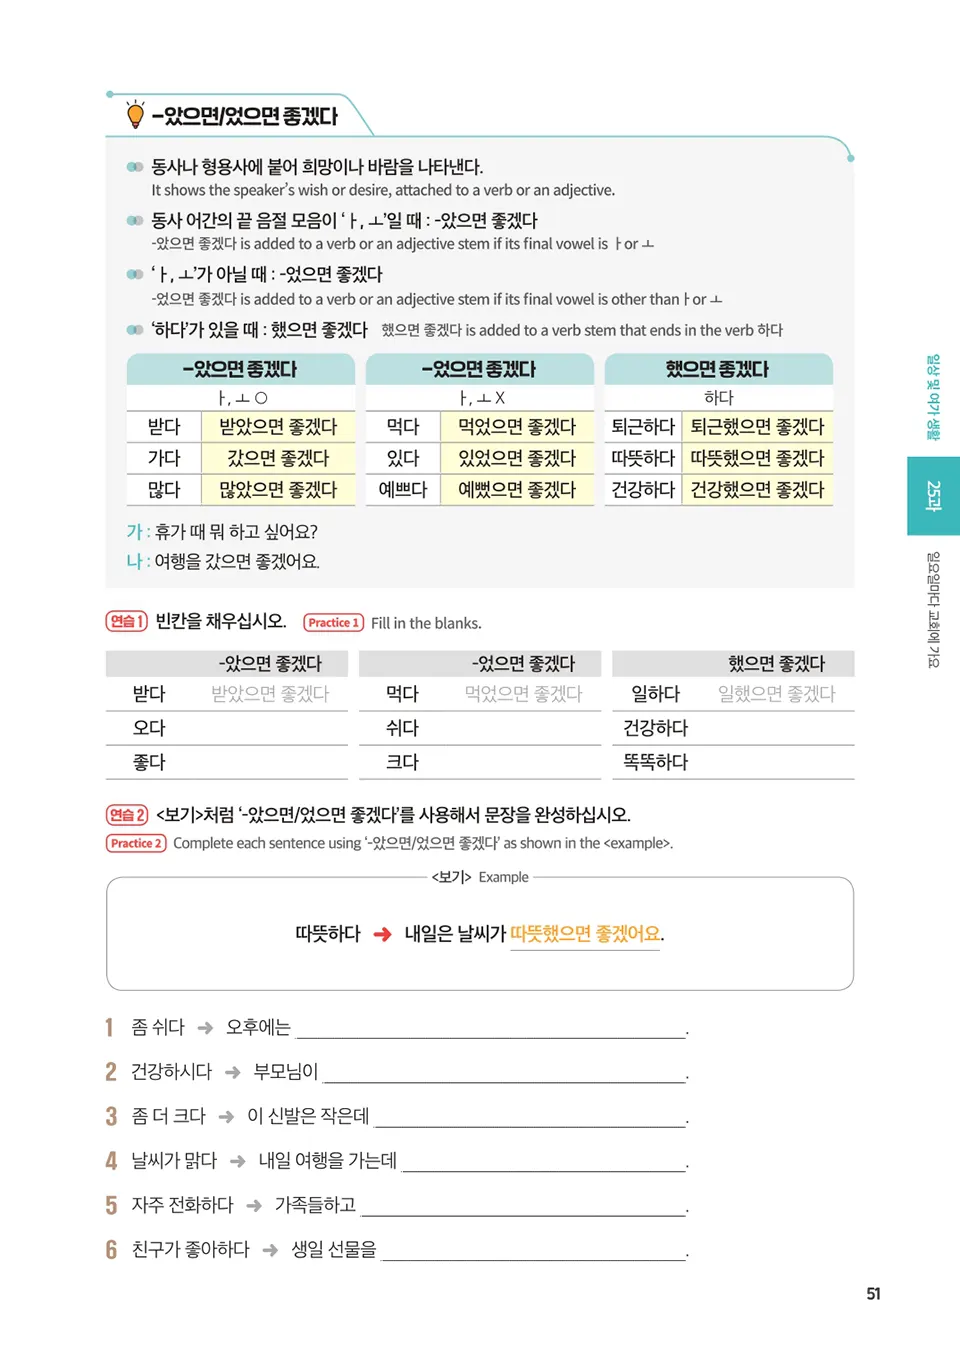 -았으면/었으면 좋겠다
동사나 형용사에 붙어 희망이나 바람을 나타낸다.
It shows the speaker's wish or desire, attached to a verb or an adjective.
동사 어간의 끝 음절 모음이 'ㅏ, ㅗ'일 때 : -았으면 좋겠다
-았으면 좋겠다 is added to a verb or an adjective stem if its final vowel is ㅏor ㅗ
'ㅏ, ㅗ'가 아닐 때 : -었으면 좋겠다
-었으면 좋겠다 is added to a verb or an adjective stem if its final vowel is other thanㅏor ㅗ
'하다'가 있을 때 : 했으면 좋겠다 했으면 좋겠다 is added to a verb stem that ends in the verb 하다
-았으면 좋겠다 -었으면 좋겠다 했으면 좋겠다
ㅏ, ㅗ O ㅏ, ㅗ X 하다
받다 받았으면 좋겠다 먹다 먹었으면 좋겠다 퇴근하다 퇴근했으면 좋겠다
가다 갔으면 좋겠다 있다 있었으면 좋겠다 따뜻하다 따뜻했으면 좋겠다
많다 많았으면 좋겠다 예쁘다 예뻤으면 좋겠다 건강하다 건강했으면 좋겠다
가 : 휴가 때 뭐 하고 싶어요?
나 : 여행을 갔으면 좋겠어요.
연습 1 빈칸을 채우십시오. Practice 1 Fill in the blanks.
-았으면 좋겠다 -었으면 좋겠다 했으면 좋겠다
받다 받았으면 좋겠다 먹다 먹었으면 좋겠다 일하다 일했으면 좋겠다
오다 쉬다 건강하다
좋다 크다 똑똑하다
연습 2 <보기>처럼 '-았으면/었으면 좋겠다'를 사용해서 문장을 완성하십시오.
Practice 2 Complete each sentence using '-았으면/었으면 좋겠다' as shown in the <example>.
<보기> Example
따뜻하다 ➜ 내일은 날씨가 따뜻했으면 좋겠어요.
1 좀 쉬다 ➜ 오후에는 .
2 건강하시다 ➜ 부모님이 .
3 좀 더 크다 ➜ 이 신발은 작은데 .
4 날씨가 맑다 ➜ 내일 여행을 가는데 .
5 자주 전화하다 ➜ 가족들하고 .
6 친구가 좋아하다 ➜ 생일 선물을 .
일상 및 여가 생활
25과
일요일마다 교회에 가요
51